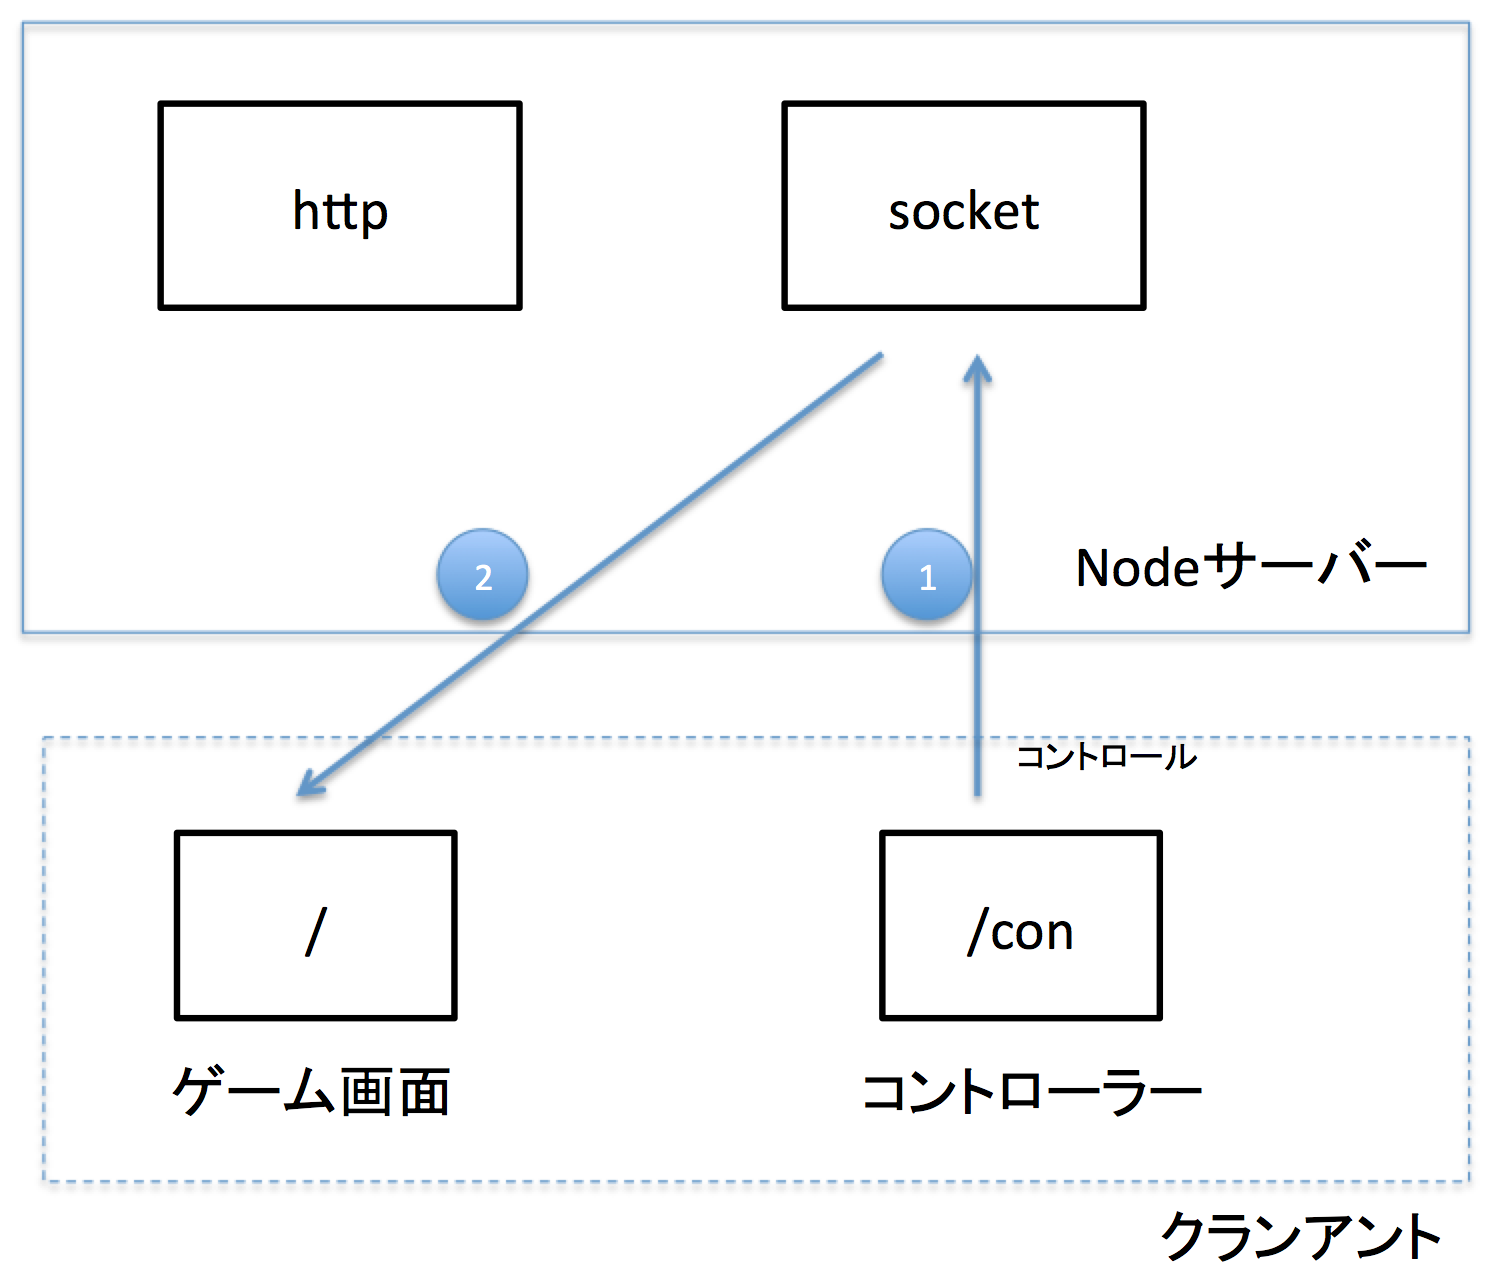 http
socket
2
1
Nodeサーバー
コントロール
/
/con
ゲーム画面
コントローラー
クランアント